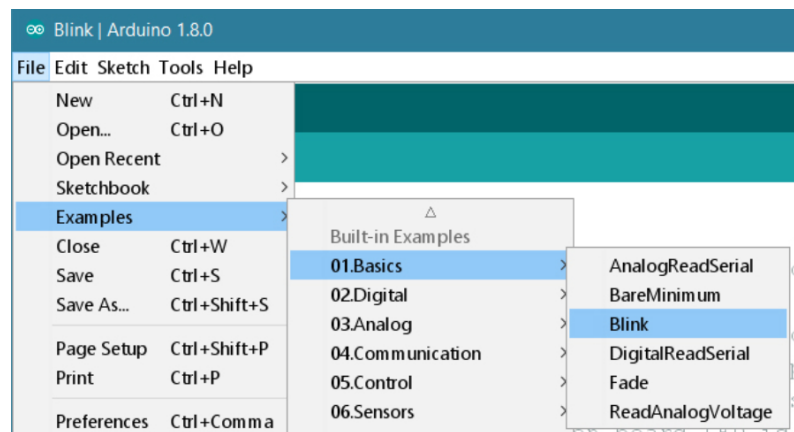 Blink | Arduino 1.8.0
File Edit Sketch Tools Help
New Ctrl+N
Open... Ctrl+O
Open Recent
Sketchbook
Examples
Close Ctrl+W
Save Ctrl+S
Save As... Ctrl+Shift+S
Page Setup Ctrl+Shift+P
Print Ctrl+P
Preferences Ctrl+Comma
Built-in Examples
01.Basics
02.Digital
03.Analog
04.Communication
05.Control
06.Sensors
AnalogReadSerial
BareMinimum
Blink
DigitalReadSerial
Fade
ReadAnalogVoltage